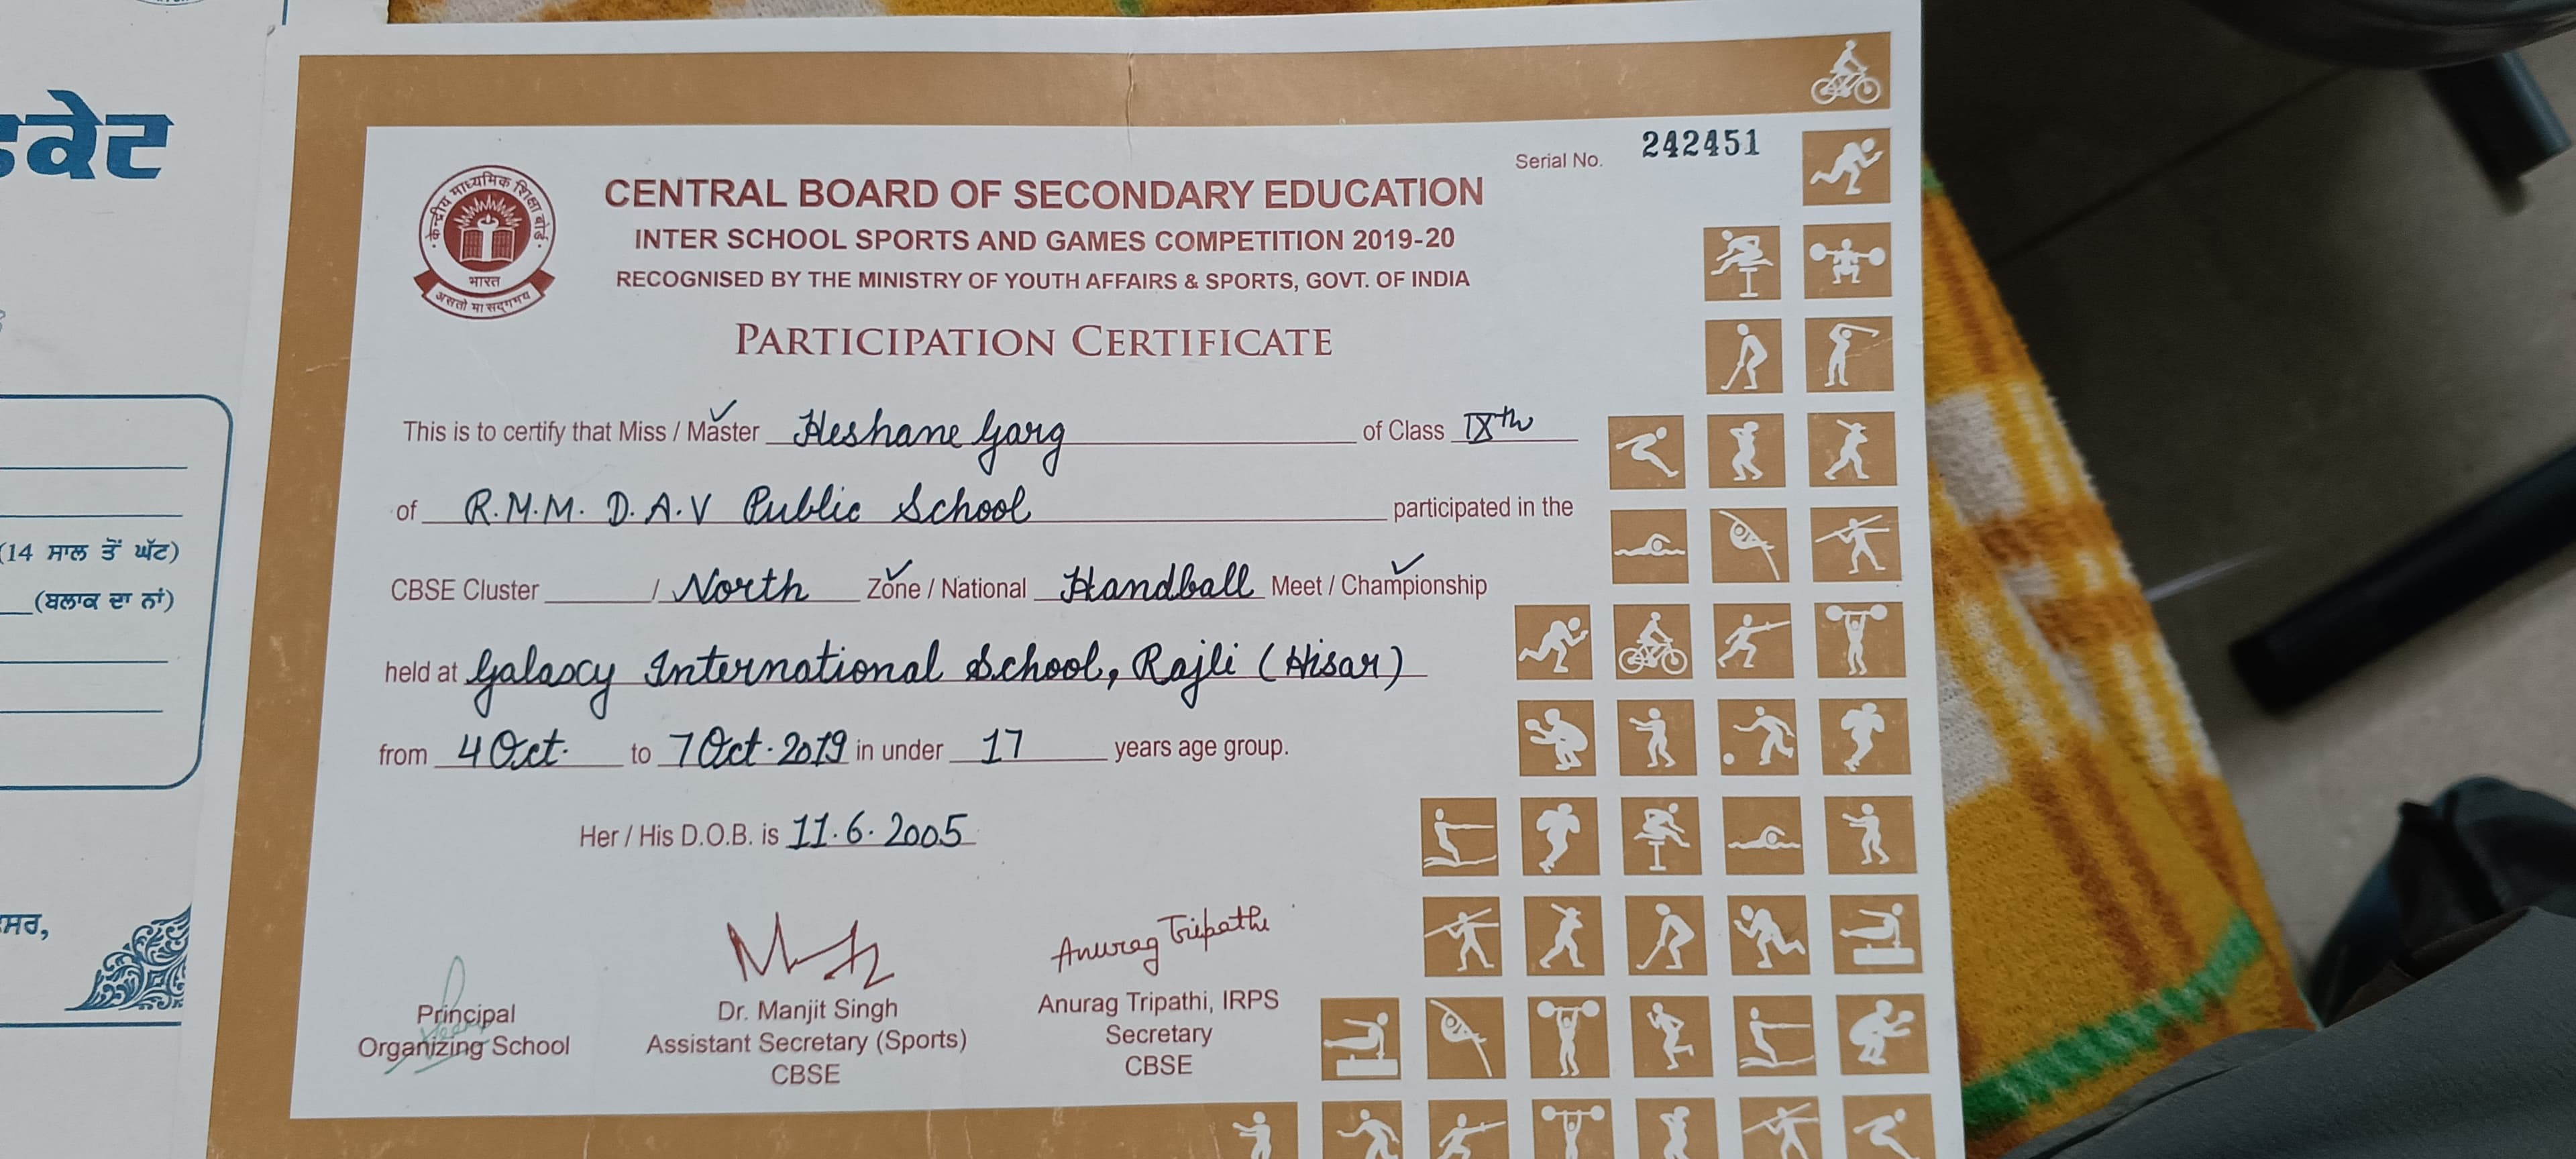 ਫਕੇਟ
(14 ਸਾਲ ਤੋਂ ਘੱਟ)
(ਬਲਾਕ ਦਾ ਨਾਂ)
ਸਰ,
Serial No. 242451
केन्द्रीय माध्यमिक शिक्षा बोर्ड
भारत
असतो मा सद्गमय
CENTRAL BOARD OF SECONDARY EDUCATION
INTER SCHOOL SPORTS AND GAMES COMPETITION 2019-20
RECOGNISED BY THE MINISTRY OF YOUTH AFFAIRS & SPORTS, GOVT. OF INDIA
PARTICIPATION CERTIFICATE
This is to certify that Miss / Master Heshane Garg of Class IXth
of R.M.M. D.A.V Public School participated in the
CBSE Cluster / North Zone / National Handball Meet / Championship
held at Galaxy International School, Rajli (Hisar)
from 4 Oct. to 7 Oct. 2019 in under 17 years age group.
Her / His D.O.B. is 11.6.2005
Anurag Tripathi
Principal
Organizing School
Dr. Manjit Singh
Assistant Secretary (Sports)
CBSE
Anurag Tripathi, IRPS
Secretary
CBSE